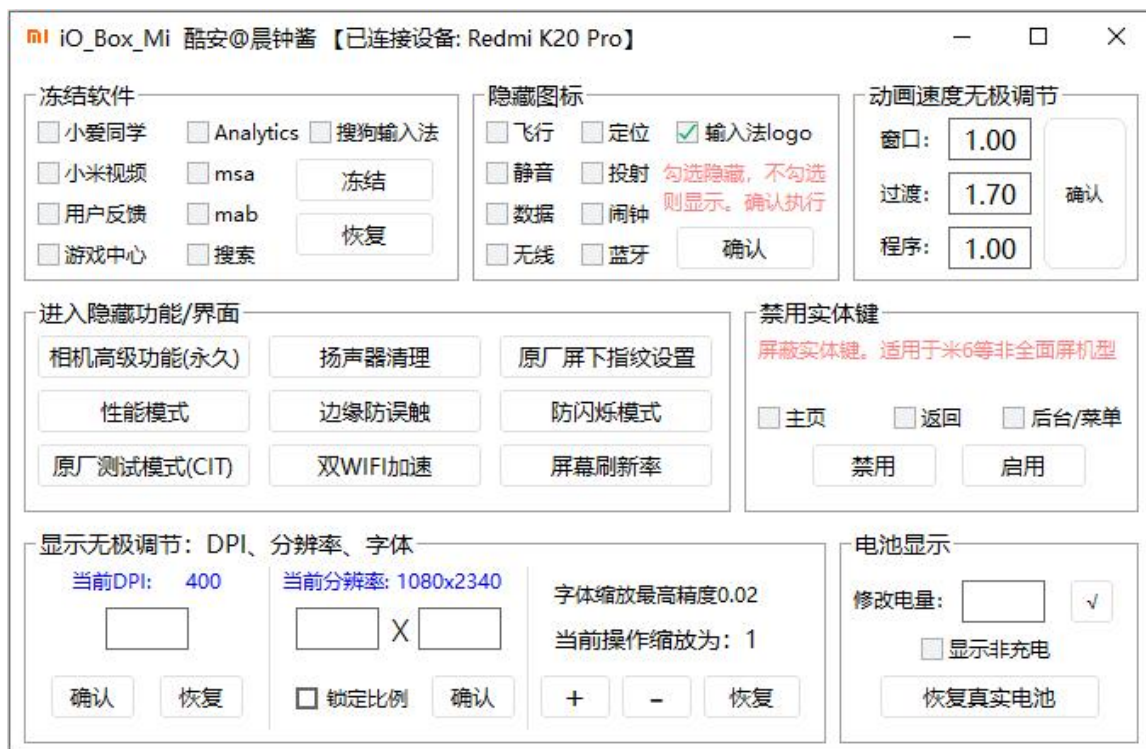 iO_Box_Mi 酷安@晨钟酱 【已连接设备: Redmi K20 Pro】
冻结软件
小爱同学 Analytics 搜狗输入法
小米视频 msa 冻结
用户反馈 mab 恢复
游戏中心 搜索
隐藏图标
飞行 定位 输入法logo
静音 投射 勾选隐藏，不勾选
数据 闹钟 则显示。确认执行
无线 蓝牙 确认
动画速度无极调节
窗口: 1.00
过渡: 1.70 确认
程序: 1.00
进入隐藏功能/界面
相机高级功能(永久) 扬声器清理 原厂屏下指纹设置
性能模式 边缘防误触 防闪烁模式
原厂测试模式(CIT) 双WIFI加速 屏幕刷新率
禁用实体键
屏蔽实体键。适用于米6等非全面屏机型
主页 返回 后台/菜单
禁用 启用
显示无极调节：DPI、分辨率、字体
当前DPI: 400
确认 恢复
当前分辨率: 1080x2340
X
锁定比例 确认
字体缩放最高精度0.02
当前操作缩放为：1
+ - 恢复
电池显示
修改电量: √
显示非充电
恢复真实电池